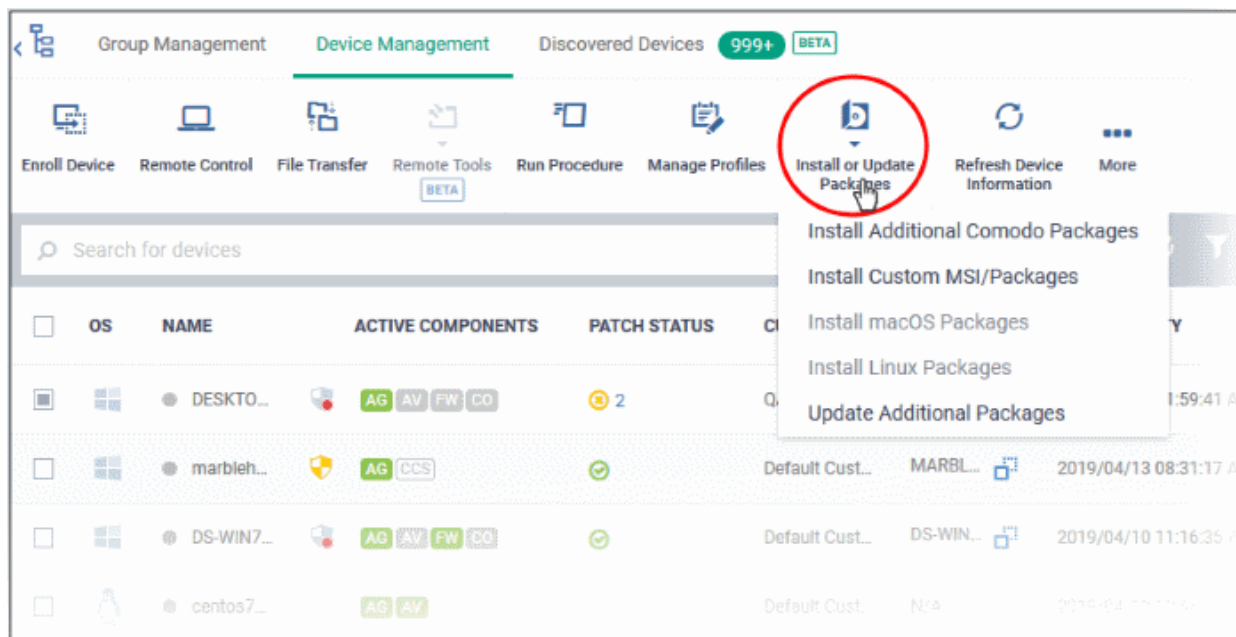 Group Management Device Management Discovered Devices 999+ BETA
Enroll Device Remote Control File Transfer Remote Tools Run Procedure Manage Profiles Install or Update Refresh Device More
BETA Packages Information
Install Additional Comodo Packages
Search for devices
Install Custom MSI/Packages
OS NAME ACTIVE COMPONENTS PATCH STATUS
Install macOS Packages
Install Linux Packages
DESKTO... AG AV FW CO 2 1:59:41
Update Additional Packages
marbleh... AG CCS Default Cust... MARBL... 2019/04/13 08:31:17 A
DS-WIN7... AG AV FW CO Default Cust... DS-WIN... 2019/04/10 11:16:35
centos7... AG AV Default Cust. N/A